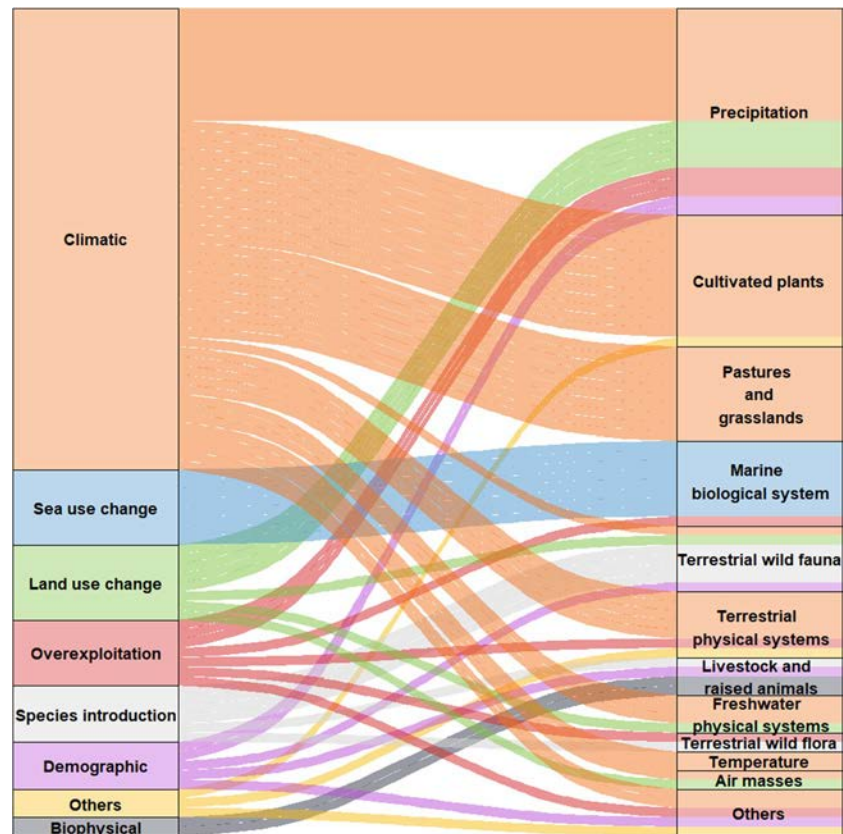 Climatic
Sea use change
Land use change
Overexploitation
Species introduction
Demographic
Others
Biophysical
Precipitation
Cultivated plants
Pastures
and
grasslands
Marine
biological system
Terrestrial wild fauna
Terrestrial
physical systems
Livestock and
raised animals
Freshwater
physical systems
Terrestrial wild flora
Temperature
Air masses
Others